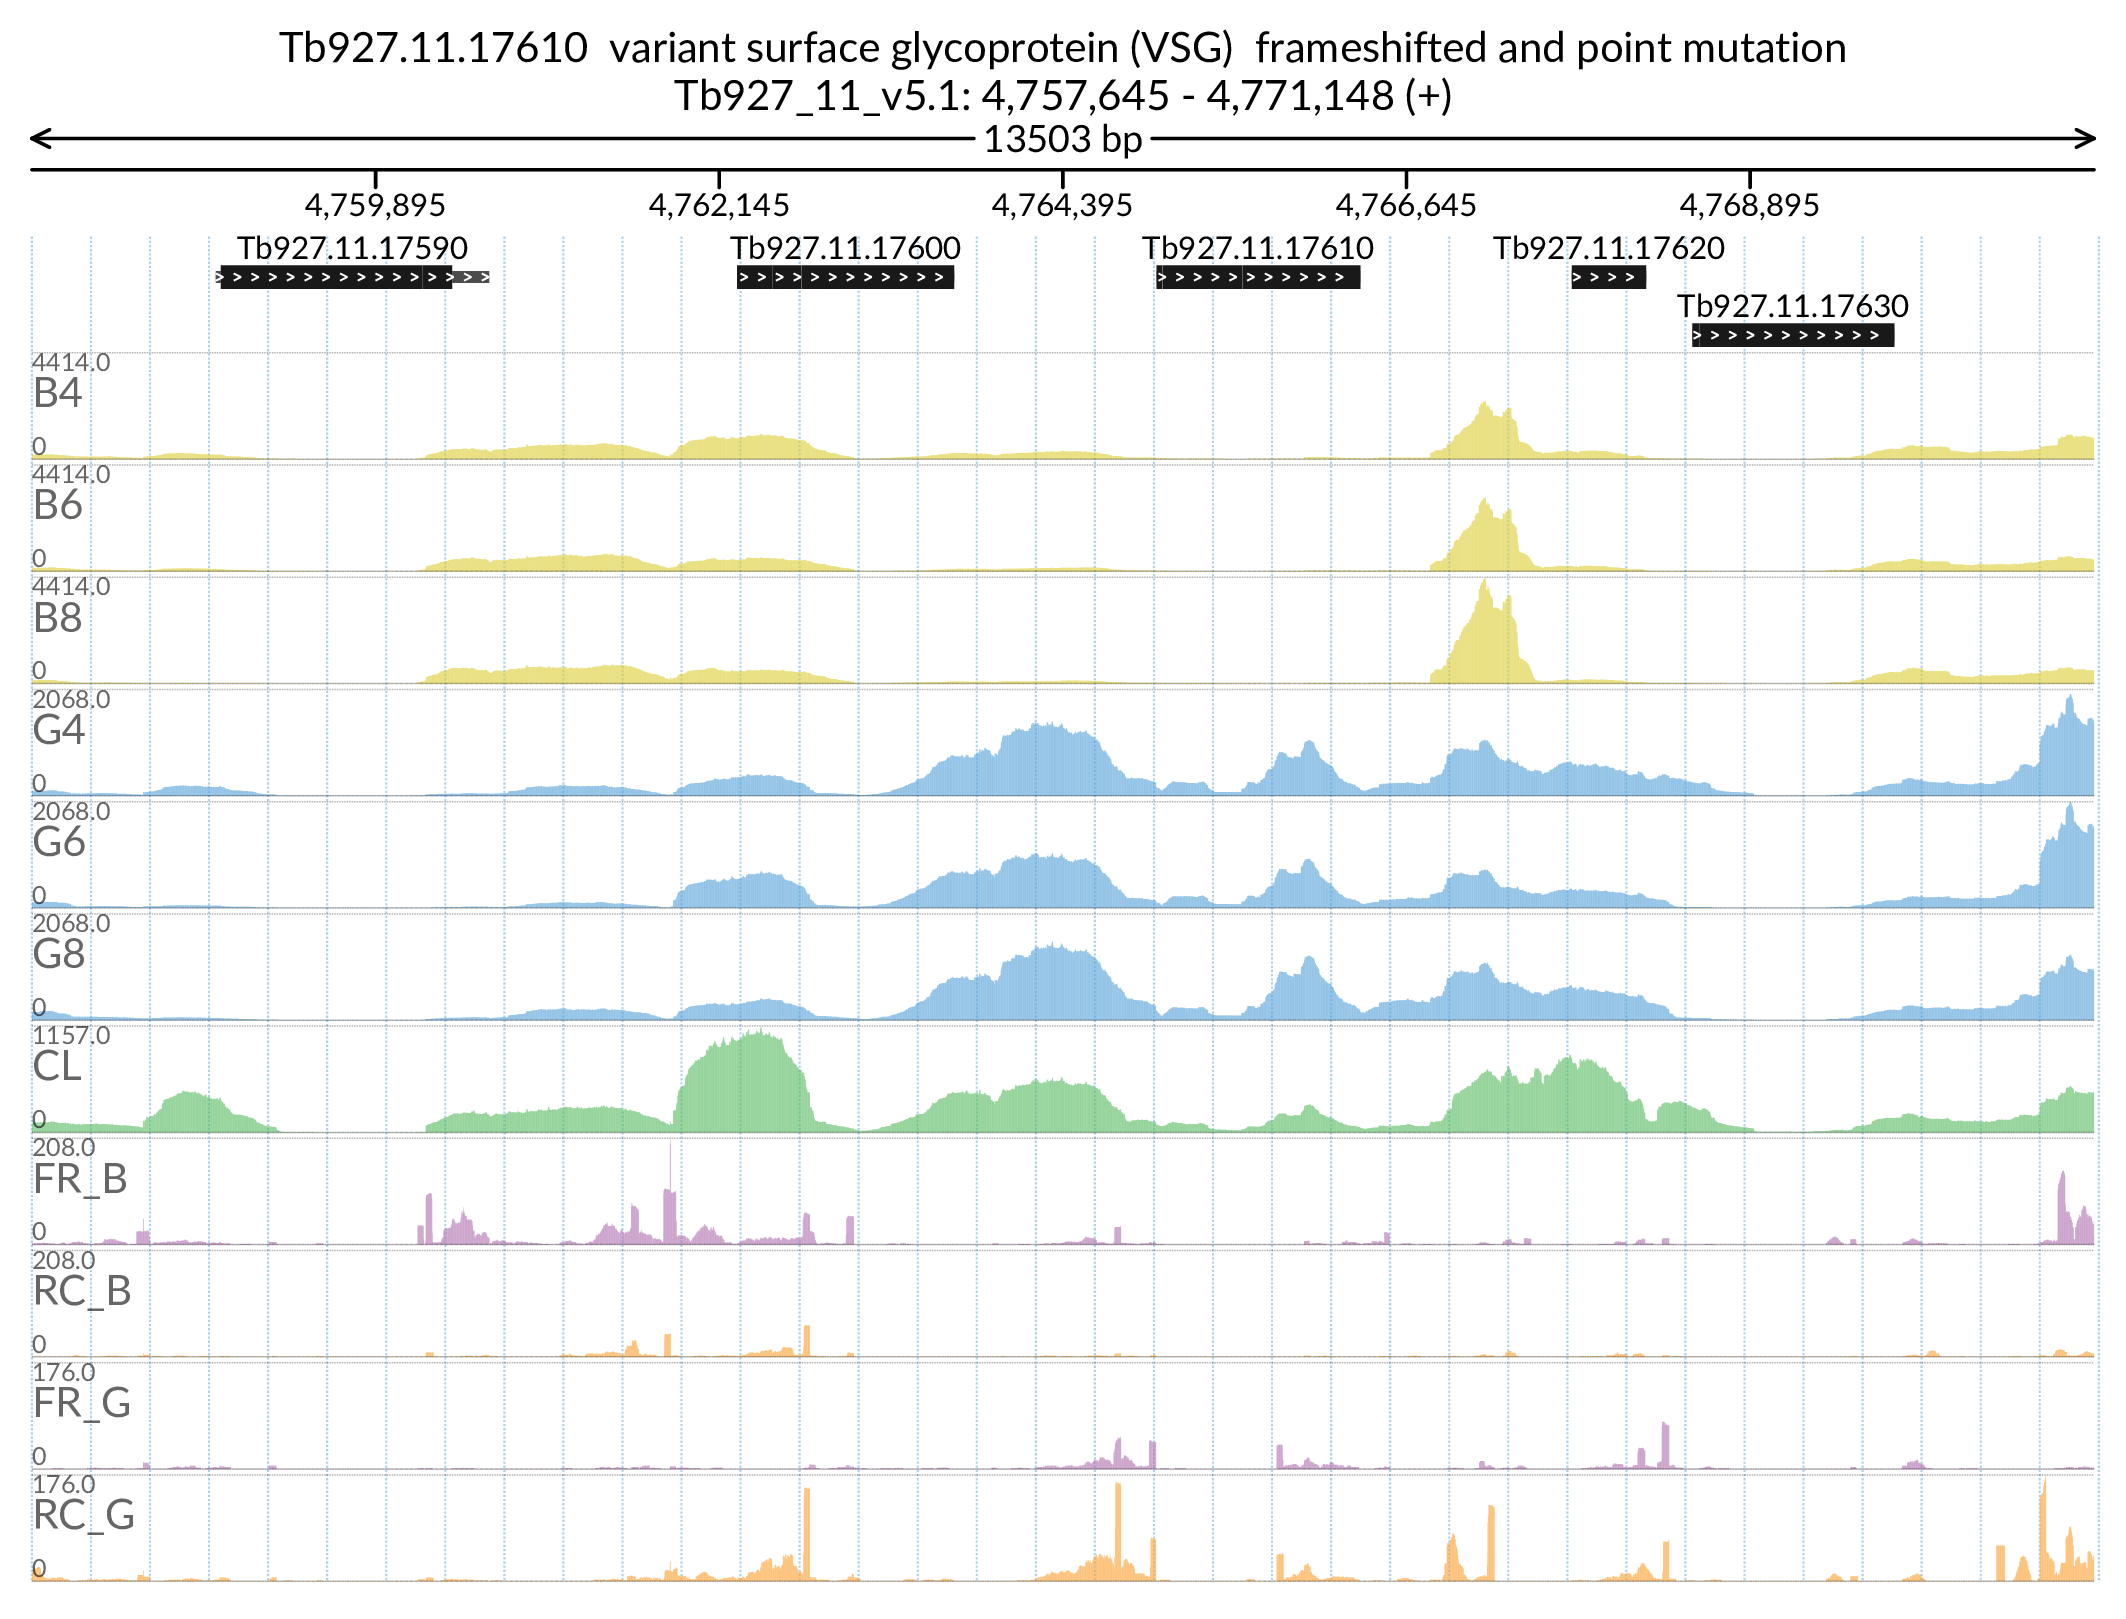 Tb927.11.17610  variant surface glycoprotein (VSG)  frameshifted and point mutation
Tb927_11_v5.1: 4,757,645 - 4,771,148 (+)
13503 bp
4,759,895 4,762,145 4,764,395 4,766,645 4,768,895
Tb927.11.17590 Tb927.11.17600 Tb927.11.17610 Tb927.11.17620
Tb927.11.17630
4414.0
B4
0
4414.0
B6
0
4414.0
B8
0
2068.0
G4
0
2068.0
G6
0
2068.0
G8
0
1157.0
CL
0
208.0
FR_B
0
208.0
RC_B
0
176.0
FR_G
0
176.0
RC_G
0